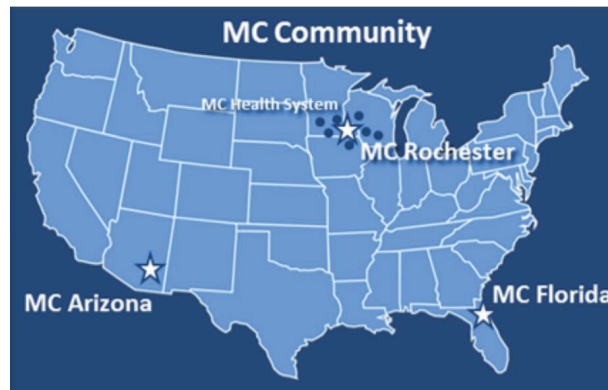 MC Community
MC Health System
MC Rochester
MC Arizona
MC Florida